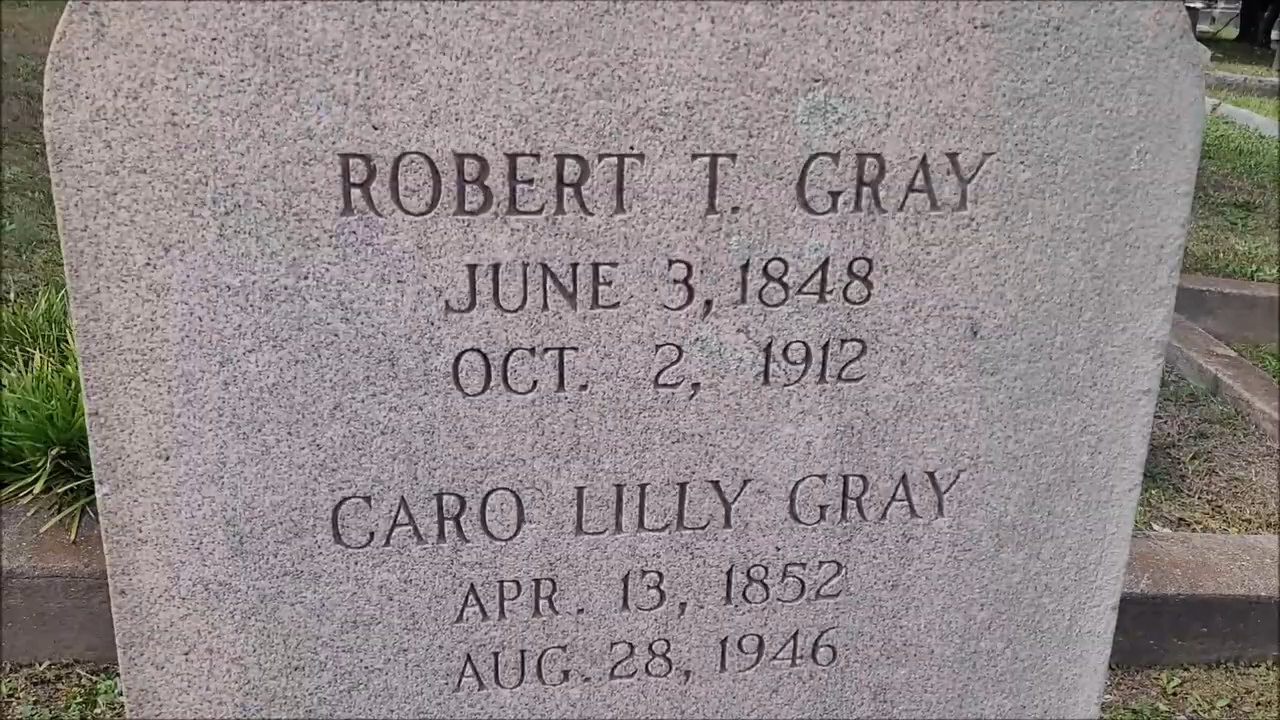 ROBERT T. GRAY
JUNE 3, 1848
OCT. 2, 1912
CARO LILLY GRAY
APR. 13, 1852
AUG. 28, 1946